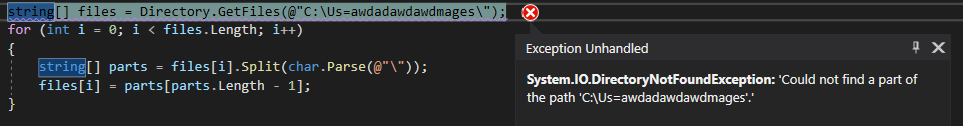 string[] files = Directory.GetFiles(@"C:\Us=awdadawdawdmages\");
for (int i = 0; i < files.Length; i++)
{
string[] parts = files[i].Split(char.Parse(@"\"));
files[i] = parts[parts.Length - 1];
}
Exception Unhandled
System.IO.DirectoryNotFoundException: 'Could not find a part of
the path 'C:\Us=awdadawdawdmages'.'